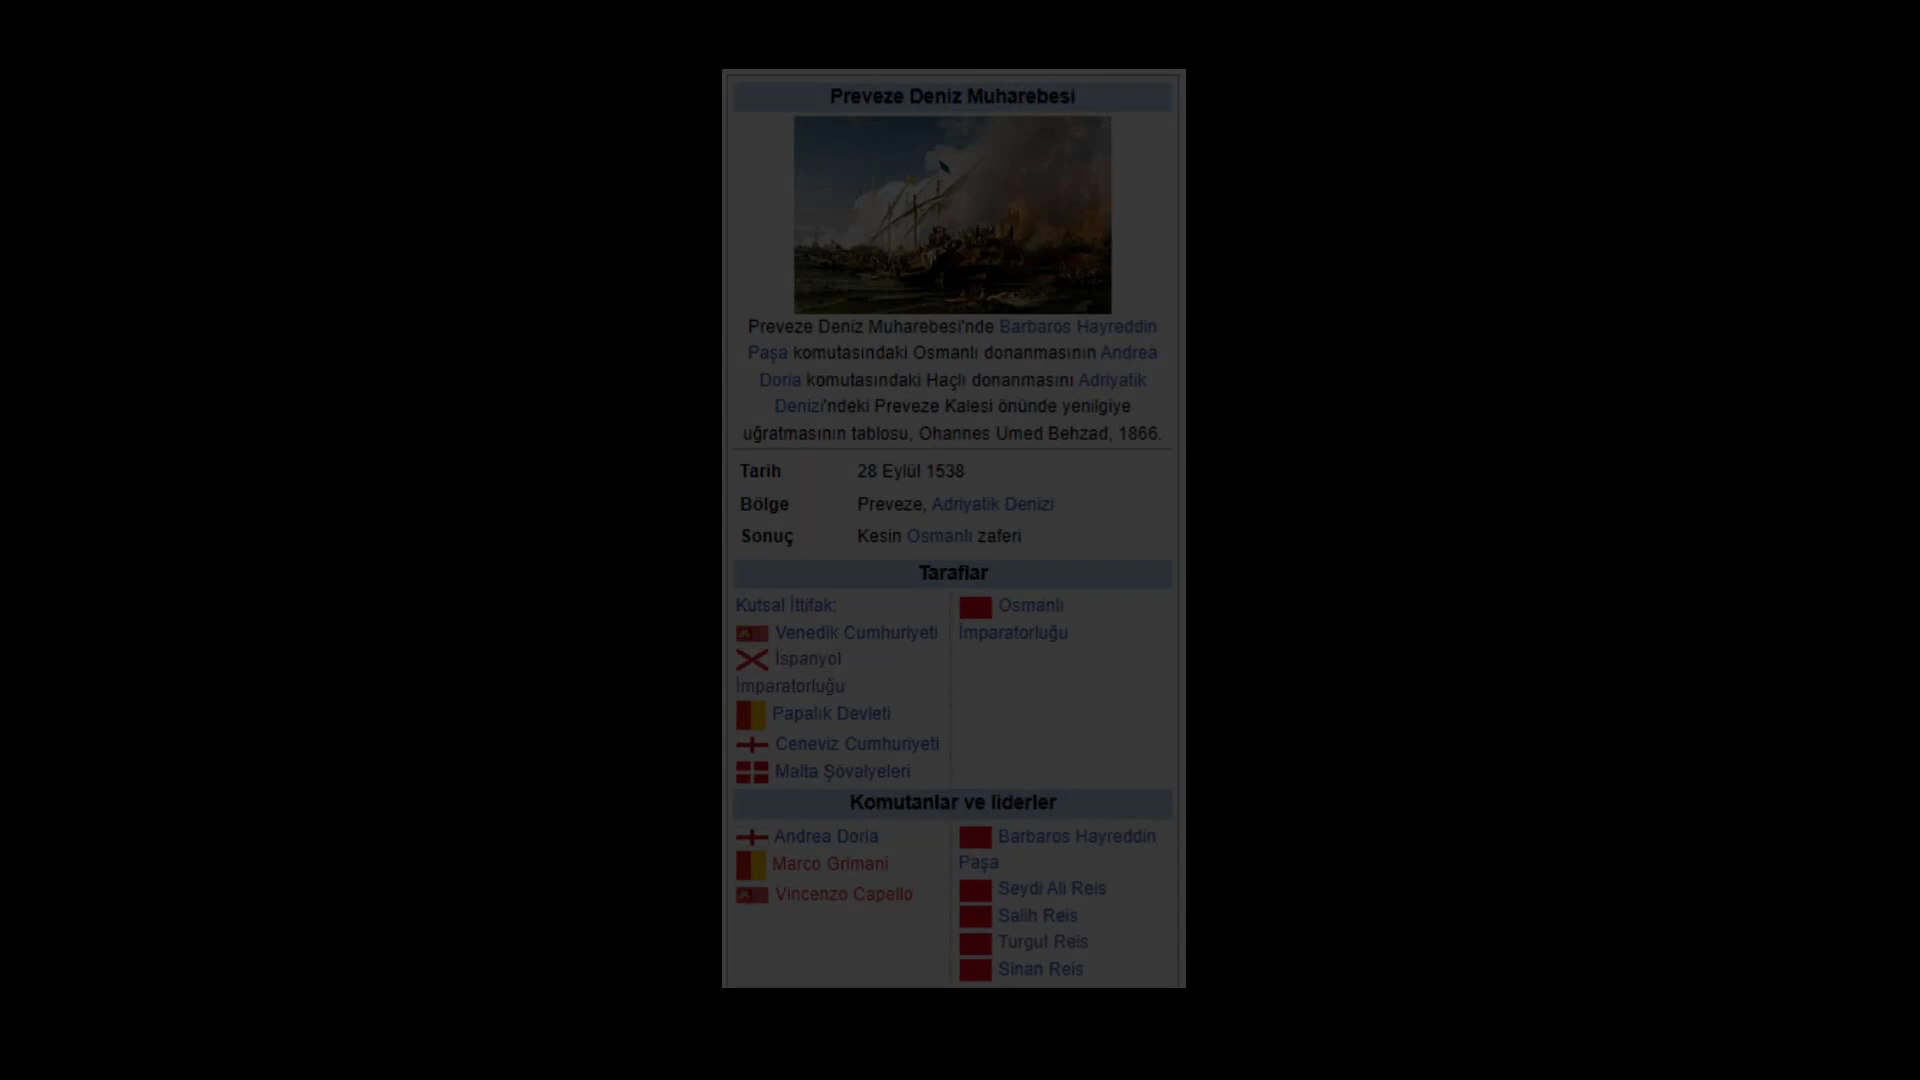 Preveze Deniz Muharebesi
Preveze Deniz Muharebesi'nde Barbaros Hayreddin
Paşa komutasındaki Osmanlı donanmasının Andrea
Doria komutasındaki Haçlı donanmasını Adriyatik
Denizi'ndeki Preveze Kalesi önünde yenilgiye
uğratmasının tablosu, Ohannes Umed Behzad, 1866.
Tarih 28 Eylül 1538
Bölge Preveze, Adriyatik Denizi
Sonuç Kesin Osmanlı zaferi
Taraflar
Kutsal İttifak:
Venedik Cumhuriyeti
İspanyol
İmparatorluğu
Papalık Devleti
Ceneviz Cumhuriyeti
Malta Şövalyeleri
Osmanlı
İmparatorluğu
Komutanlar ve liderler
Andrea Doria
Marco Grimani
Vincenzo Capello
Barbaros Hayreddin
Paşa
Seydi Ali Reis
Salih Reis
Turgut Reis
Sinan Reis